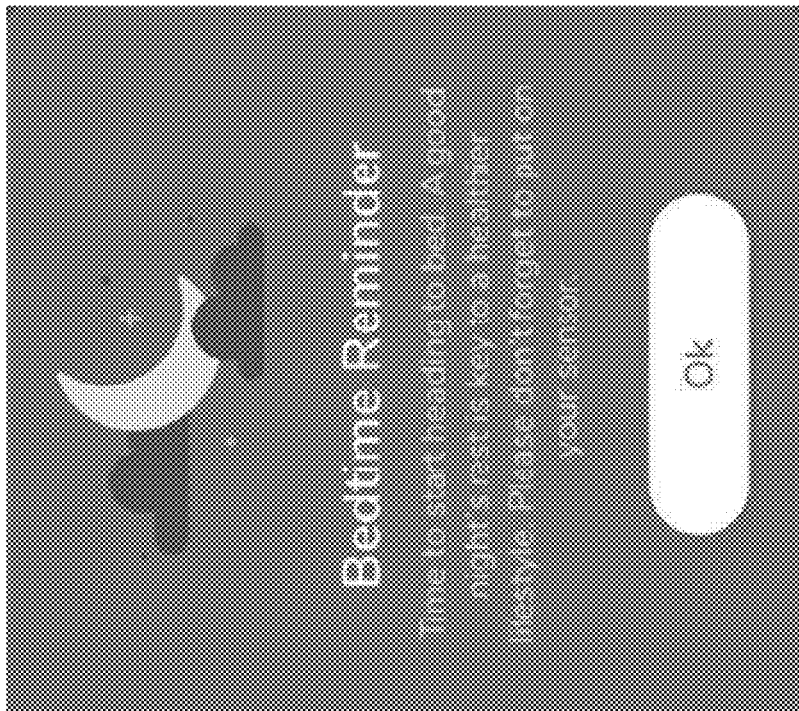 Bedtime Reminder
Time to start heading to bed. A good
night's rest is key to a heathier
lifestyle. Please don't forget to put on
your sensor.
Ok